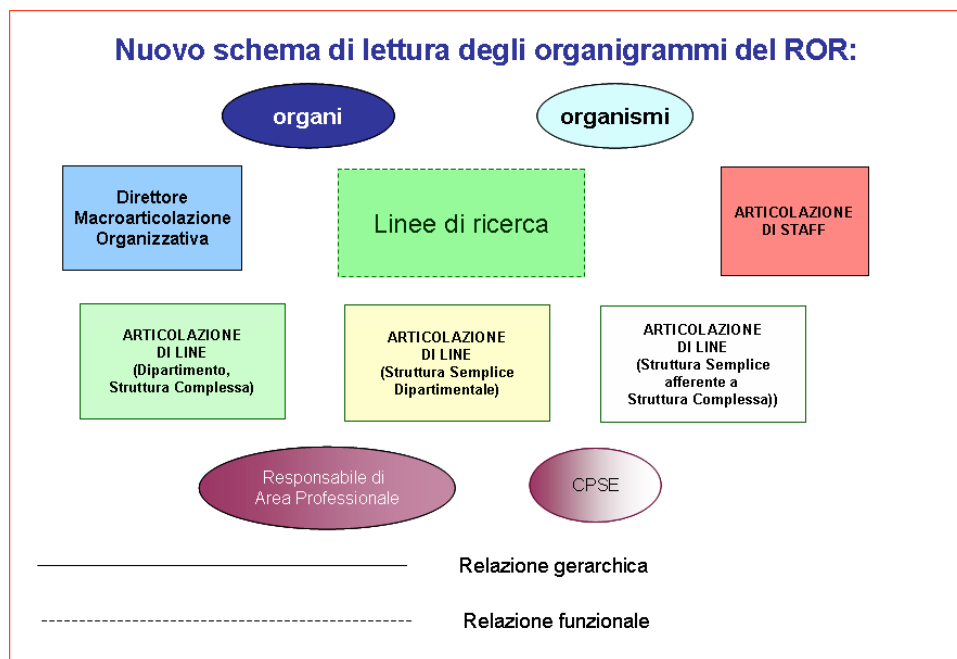 Nuovo schema di lettura degli organigrammi del ROR:
organi
organismi
Direttore
Macroarticolazione
Organizzativa
Linee di ricerca
ARTICOLAZIONE
DI STAFF
ARTICOLAZIONE
DI LINE
(Dipartimento,
Struttura Complessa)
ARTICOLAZIONE
DI LINE
(Struttura Semplice
Dipartimentale)
ARTICOLAZIONE
DI LINE
(Struttura Semplice
afferente a
Struttura Complessa))
Responsabile di
Area Professionale
CPSE
Relazione gerarchica
Relazione funzionale